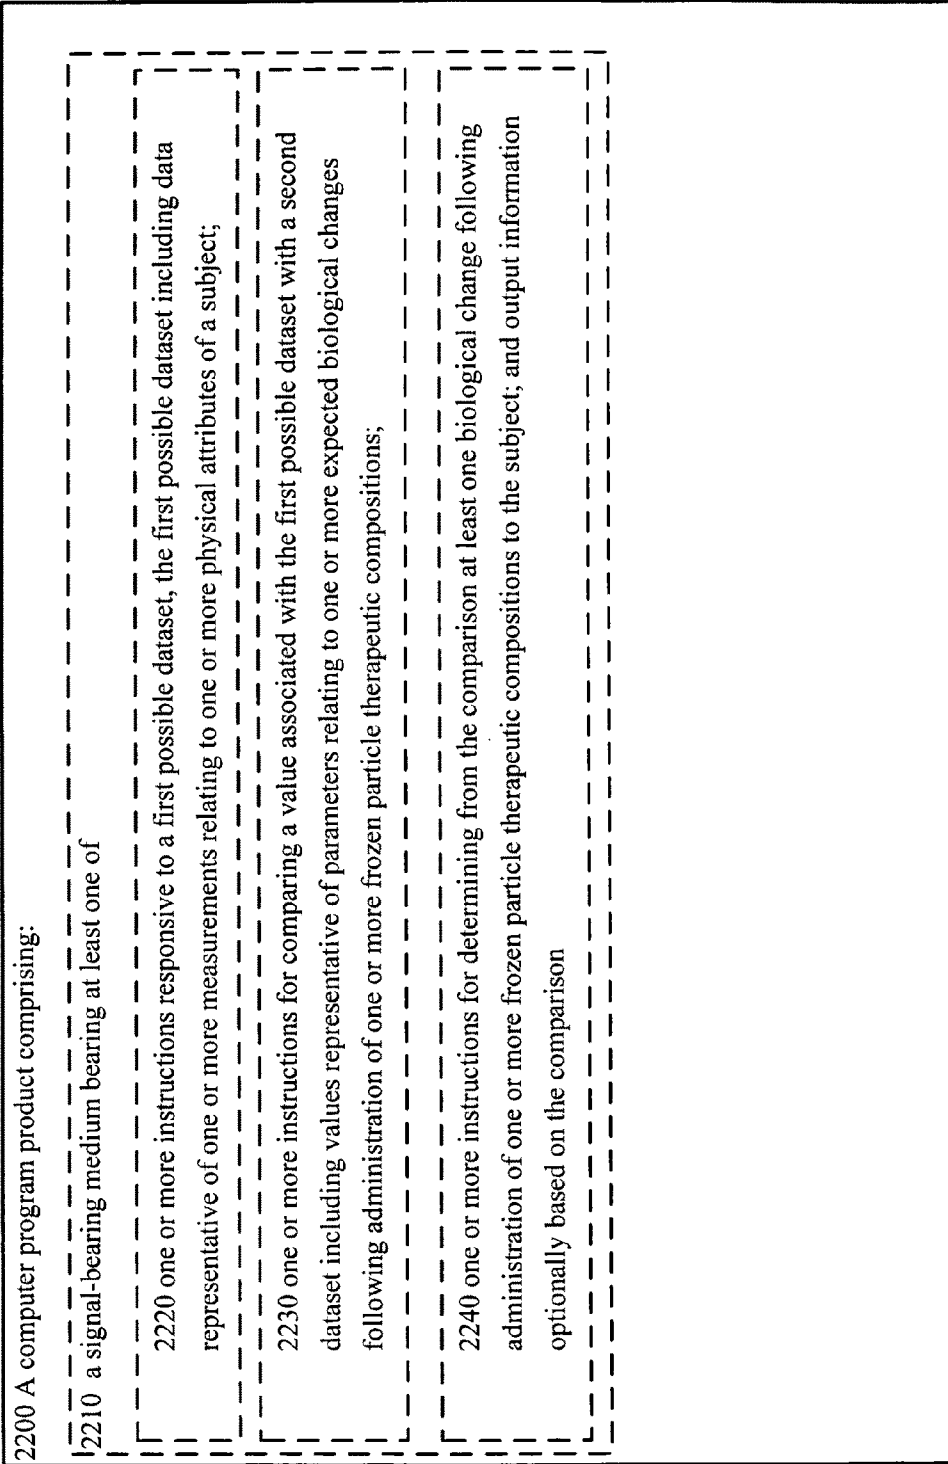 2200 A computer program product comprising:
2210 a signal-bearing medium bearing at least one of
2220 one or more instructions responsive to a first possible dataset, the first possible dataset including data
representative of one or more measurements relating to one or more physical attributes of a subject;
2230 one or more instructions for comparing a value associated with the first possible dataset with a second
dataset including values representative of parameters relating to one or more expected biological changes
following administration of one or more frozen particle therapeutic compositions;
2240 one or more instructions for determining from the comparison at least one biological change following
administration of one or more frozen particle therapeutic compositions to the subject; and output information
optionally based on the comparison